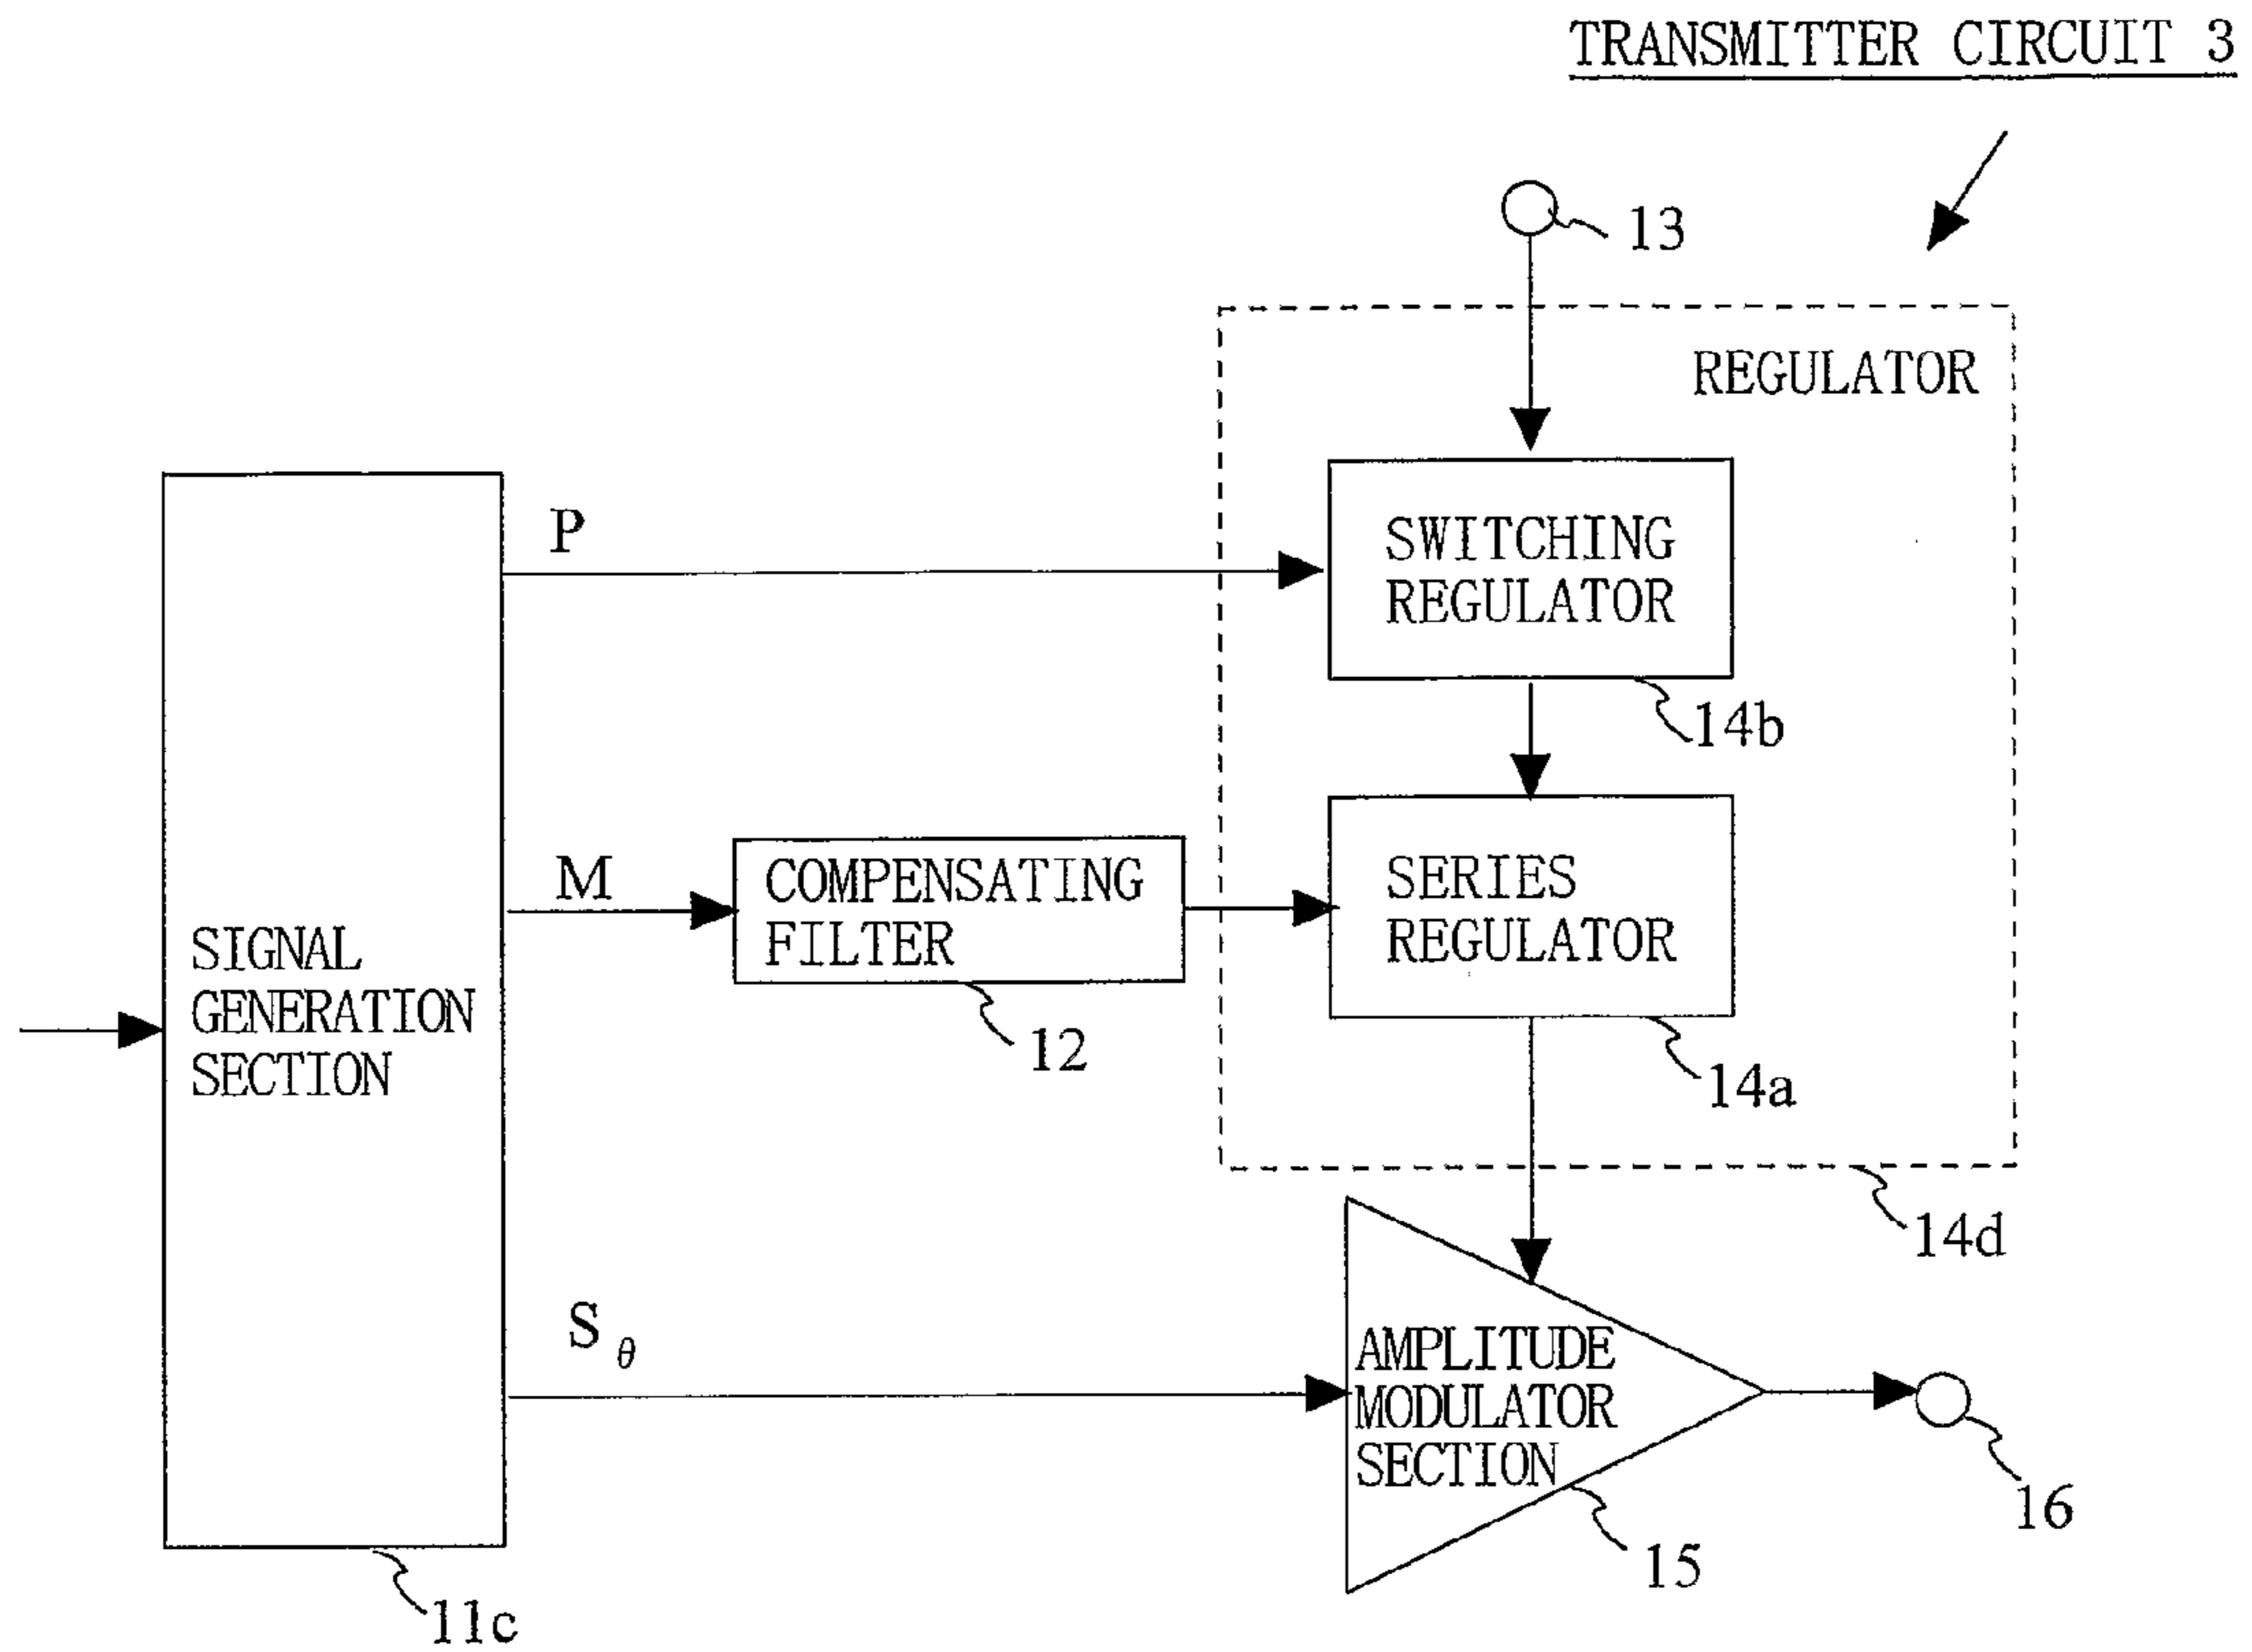 TRANSMITTER CIRCUIT 3
13
REGULATOR
P
SWITCHING
REGULATOR
14b
M
COMPENSATING
FILTER
12
SERIES
REGULATOR
14a
SIGNAL
GENERATION
SECTION
14d
Sθ
AMPLITUDE
MODULATOR
SECTION
16
15
11c